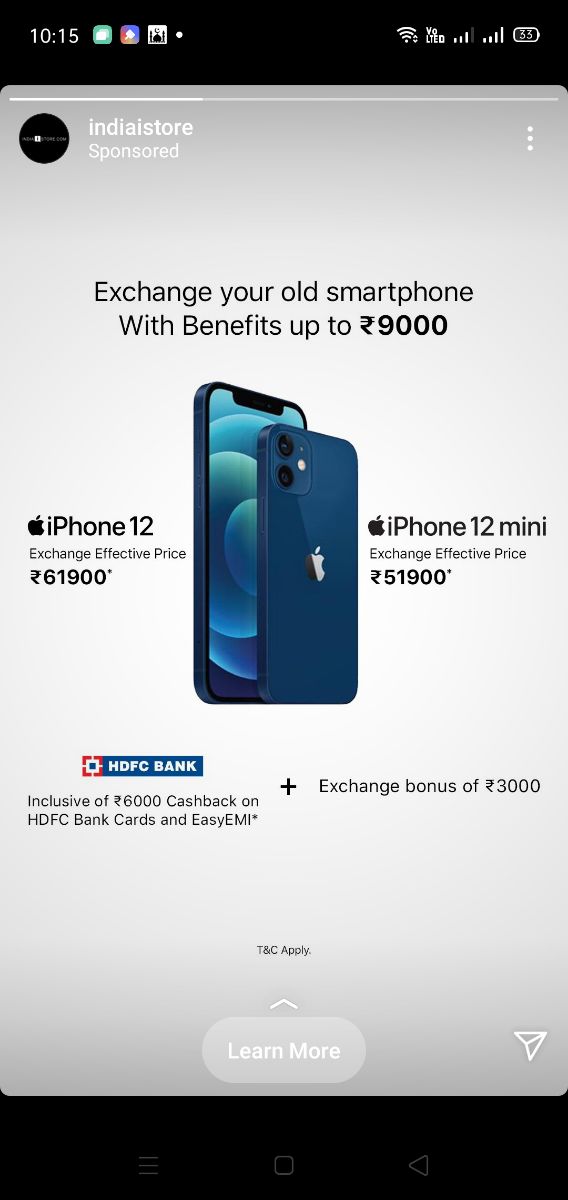 10:15
Vo
LTED
33
indiaistore
Sponsored
Exchange your old smartphone
With Benefits up to ₹9000
iPhone 12
Exchange Effective Price
₹61900*
iPhone 12 mini
Exchange Effective Price
₹51900*
HDFC BANK
Inclusive of ₹6000 Cashback on
HDFC Bank Cards and EasyEMI*
+
Exchange bonus of ₹3000
T&C Apply.
Learn More